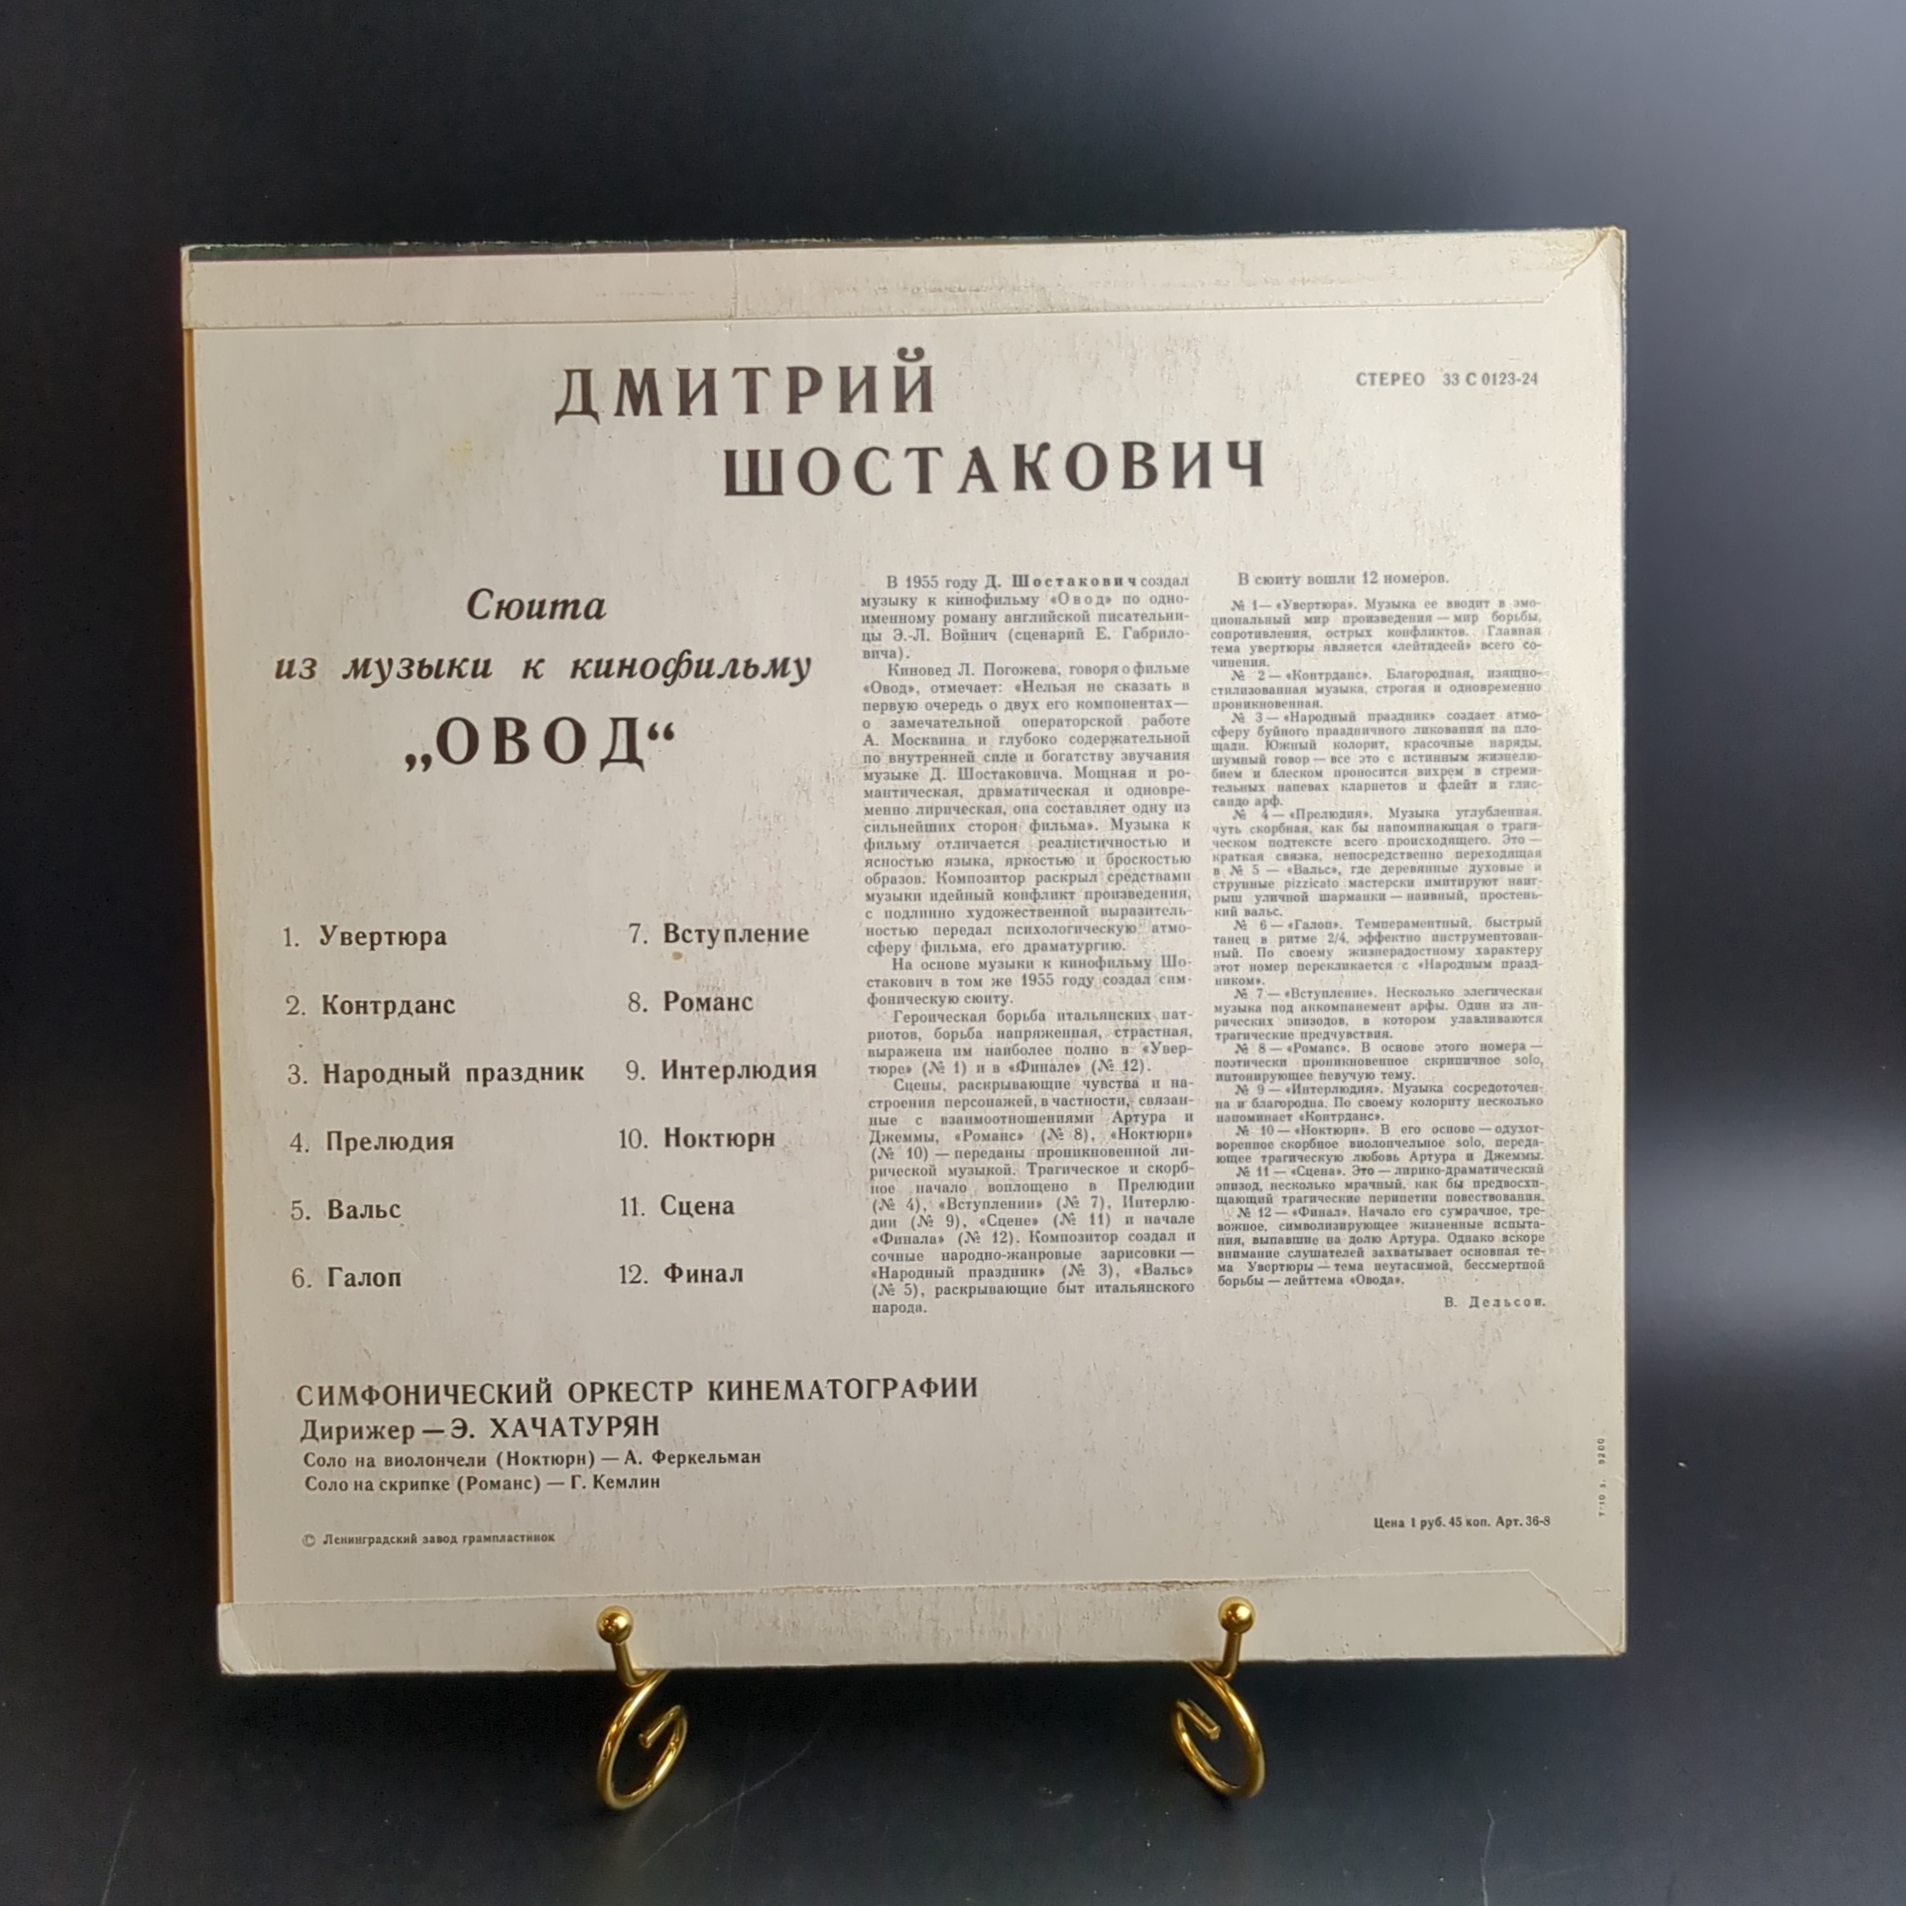 ДМИТРИЙ
ШОСТАКОВИЧ
СТЕРЕО 33 С 0123-24
Сюита
из музыки к кинофильму
„ОВОД“
1. Увертюра
2. Контрданс
3. Народный праздник
4. Прелюдия
5. Вальс
6. Галоп
7. Вступление
8. Романс
9. Интерлюдия
10. Ноктюрн
11. Сцена
12. Финал
В 1955 году Д. Шостакович создал
музыку к кинофильму «Овод» по одно-
именному роману английской писательни-
цы Э.-Л. Войнич (сценарий Е. Габрило-
вича).
Киновед Л. Погожева, говоря о фильме
«Овод», отмечает: «Нельзя не сказать в
первую очередь о двух его компонентах—
о замечательной операторской работе
А. Москвина и глубоко содержательной
по внутренней силе и богатству звучания
музыке Д. Шостаковича. Мощная и ро-
мантическая, драматическая и одновре-
менно лирическая, она составляет одну из
сильнейших сторон фильма». Музыка к
фильму отличается реалистичностью и
ясностью языка, яркостью и броскостью
образов. Композитор раскрыл средствами
музыки идейный конфликт произведения,
с подлинно художественной выразитель-
ностью передал психологическую атмо-
сферу фильма, его драматургию.
На основе музыки к кинофильму Шо-
стакович в том же 1955 году создал сим-
фоническую сюиту.
Героическая борьба итальянских пат-
риотов, борьба напряженная, страстная,
выражена им наиболее полно в «Увер-
тюре» (№ 1) и в «Финале» (№ 12).
Сцены, раскрывающие чувства и на-
строения персонажей, в частности, связан-
ные с взаимоотношениями Артура и
Джеммы, «Романс» (№ 8), «Ноктюрн»
(№ 10) — переданы проникновенной ли-
рической музыкой. Трагическое и скорб-
ное начало воплощено в Прелюдии
(№ 4), «Вступлении» (№ 7), Интерлю-
дии (№ 9), «Сцене» (№ 11) и начале
«Финала» (№ 12). Композитор создал и
сочные народно-жанровые зарисовки —
«Народный праздник» (№ 3), «Вальс»
(№ 5), раскрывающие быт итальянского
народа.
В сюиту вошли 12 номеров.
№ 1— «Увертюра». Музыка ее вводит в эмо-
циональный мир произведения — мир борьбы,
сопротивления, острых конфликтов. Главная
тема увертюры является «лейтидеей» всего со-
чинения.
№ 2 — «Контрданс». Благородная, изящно-
стилизованная музыка, строгая и одновременно
проникновенная.
№ 3 — «Народный праздник» создает атмо-
сферу буйного праздничного ликования на пло-
щади. Южный колорит, красочные наряды,
шумный говор — все это с истинным жизнелю-
бием и блеском проносится вихрем в стреми-
тельных напевах кларнетов и флейт и глис-
сандо арф.
№ 4 — «Прелюдия». Музыка углубленная,
чуть скорбная, как бы напоминающая о траги-
ческом подтексте всего происходящего. Это —
краткая связка, непосредственно переходящая
в № 5 — «Вальс», где деревянные духовые и
струнные pizzicato мастерски имитируют наиг-
рыш уличной шарманки — наивный, простень-
кий вальс.
№ 6 — «Галоп». Темпераментный, быстрый
танец в ритме 2/4, эффектно инструментован-
ный. По своему жизнерадостному характеру
этот номер перекликается с «Народным празд-
ником».
№ 7 — «Вступление». Несколько элегическая
музыка под аккомпанемент арфы. Один из ли-
рических эпизодов, в котором улавливаются
трагические предчувствия.
№ 8 — «Романс». В основе этого номера —
поэтически проникновенное скрипичное solo,
интонирующее певучую тему.
№ 9 — «Интерлюдия». Музыка сосредоточен-
на и благородна. По своему колориту несколько
напоминает «Контрданс».
№ 10 — «Ноктюрн». В его основе — одухот-
воренное скорбное виолончельное solo, переда-
ющее трагическую любовь Артура и Джеммы.
№ 11 — «Сцена». Это — лирико-драматический
эпизод, несколько мрачный, как бы предвосхи-
щающий трагические перипетии повествования.
№ 12 — «Финал». Начало его сумрачное, тре-
вожное, символизирующее жизненные испыта-
ния, выпавшие на долю Артура. Однако вскоре
внимание слушателей захватывает основная те-
ма Увертюры — тема неугасимой, бессмертной
борьбы — лейттема «Овода».
В. Дельсон.
СИМФОНИЧЕСКИЙ ОРКЕСТР КИНЕМАТОГРАФИИ
Дирижер — Э. ХАЧАТУРЯН
Соло на виолончели (Ноктюрн) — А. Феркельман
Соло на скрипке (Романс) — Г. Кемлин
© Ленинградский завод грампластинок
Цена 1 руб. 45 коп. Арт. 36-8